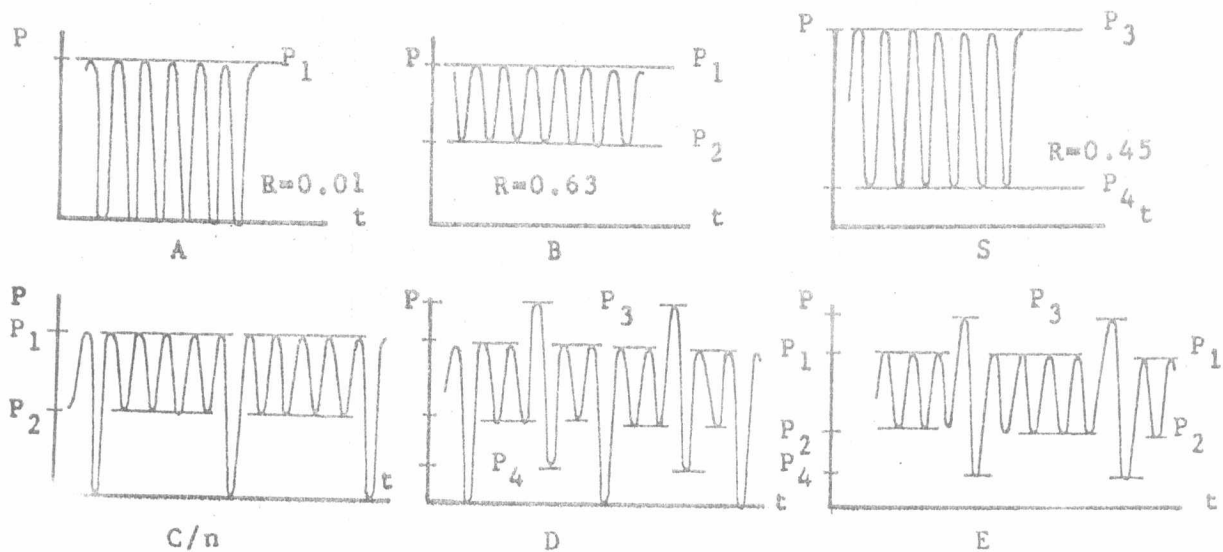 P P₁
R=0.01
t
A
P P₁
P₂
R=0.63
t
B
P P₃
R=0.45
P₄ t
S
P
P₁
P₂
t
C/n
P P₃
P₁
P₂
P₄
t
D
P P₃
P₁
P₂
P₄
t
E